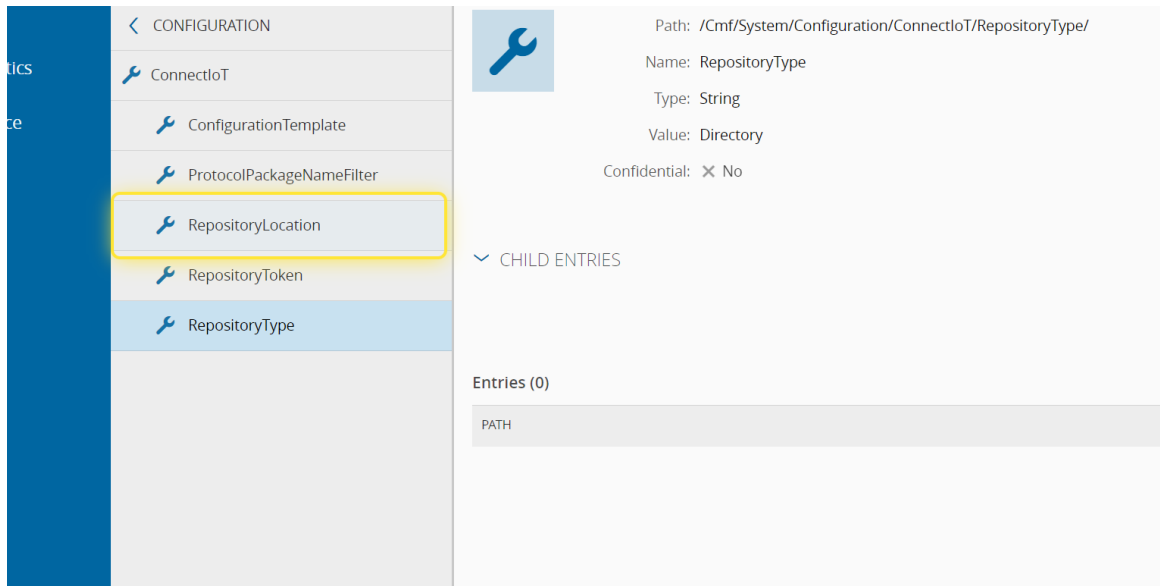 tics
ce
CONFIGURATION
ConnectIoT
ConfigurationTemplate
ProtocolPackageNameFilter
RepositoryLocation
RepositoryToken
RepositoryType
Path: /Cmf/System/Configuration/ConnectIoT/RepositoryType/
Name: RepositoryType
Type: String
Value: Directory
Confidential: No
CHILD ENTRIES
Entries (0)
PATH